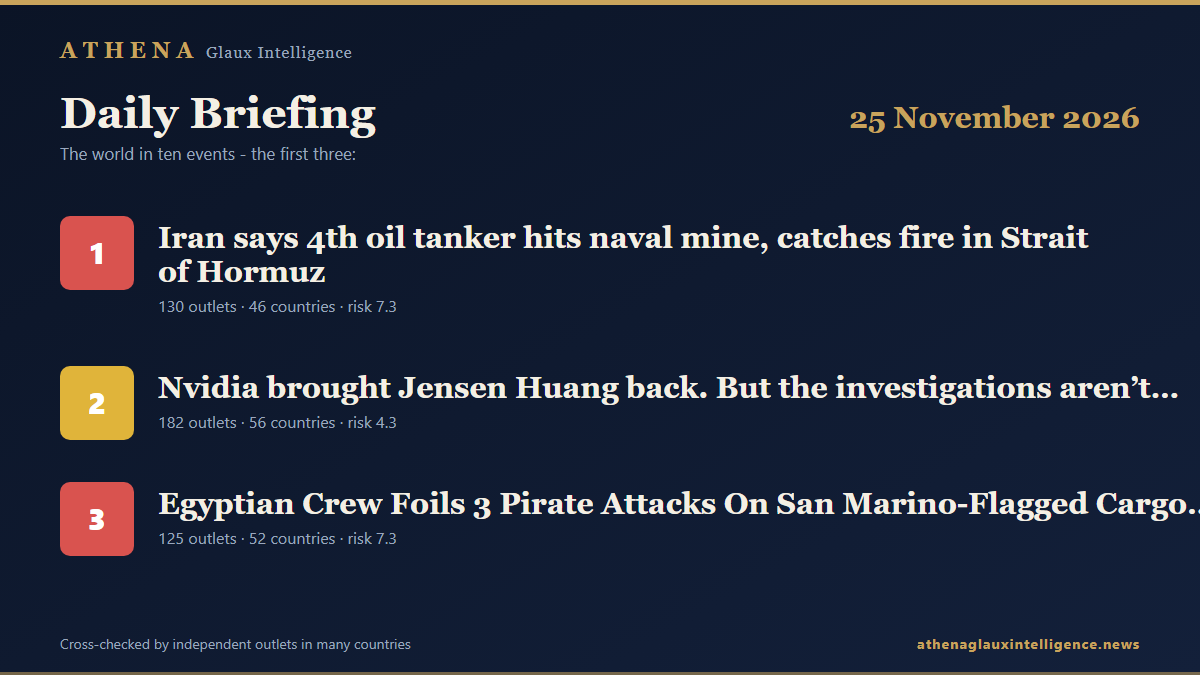 ATHENA Glaux Intelligence
Daily Briefing
25 November 2026
The world in ten events - the first three:
1
Iran says 4th oil tanker hits naval mine, catches fire in Strait
of Hormuz
130 outlets · 46 countries · risk 7.3
2
Nvidia brought Jensen Huang back. But the investigations aren’t...
182 outlets · 56 countries · risk 4.3
3
Egyptian Crew Foils 3 Pirate Attacks On San Marino-Flagged Cargo..
125 outlets · 52 countries · risk 7.3
Cross-checked by independent outlets in many countries
athenaglauxintelligence.news